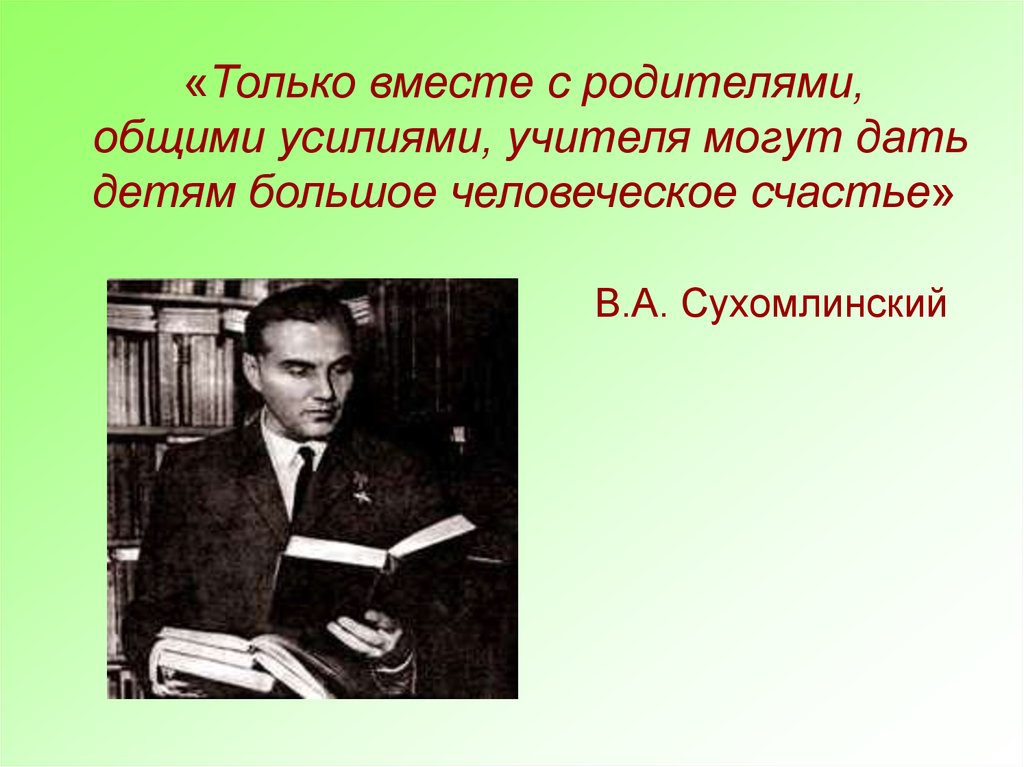 «Только вместе с родителями,
общими усилиями, учителя могут дать
детям большое человеческое счастье»
В.А. Сухомлинский